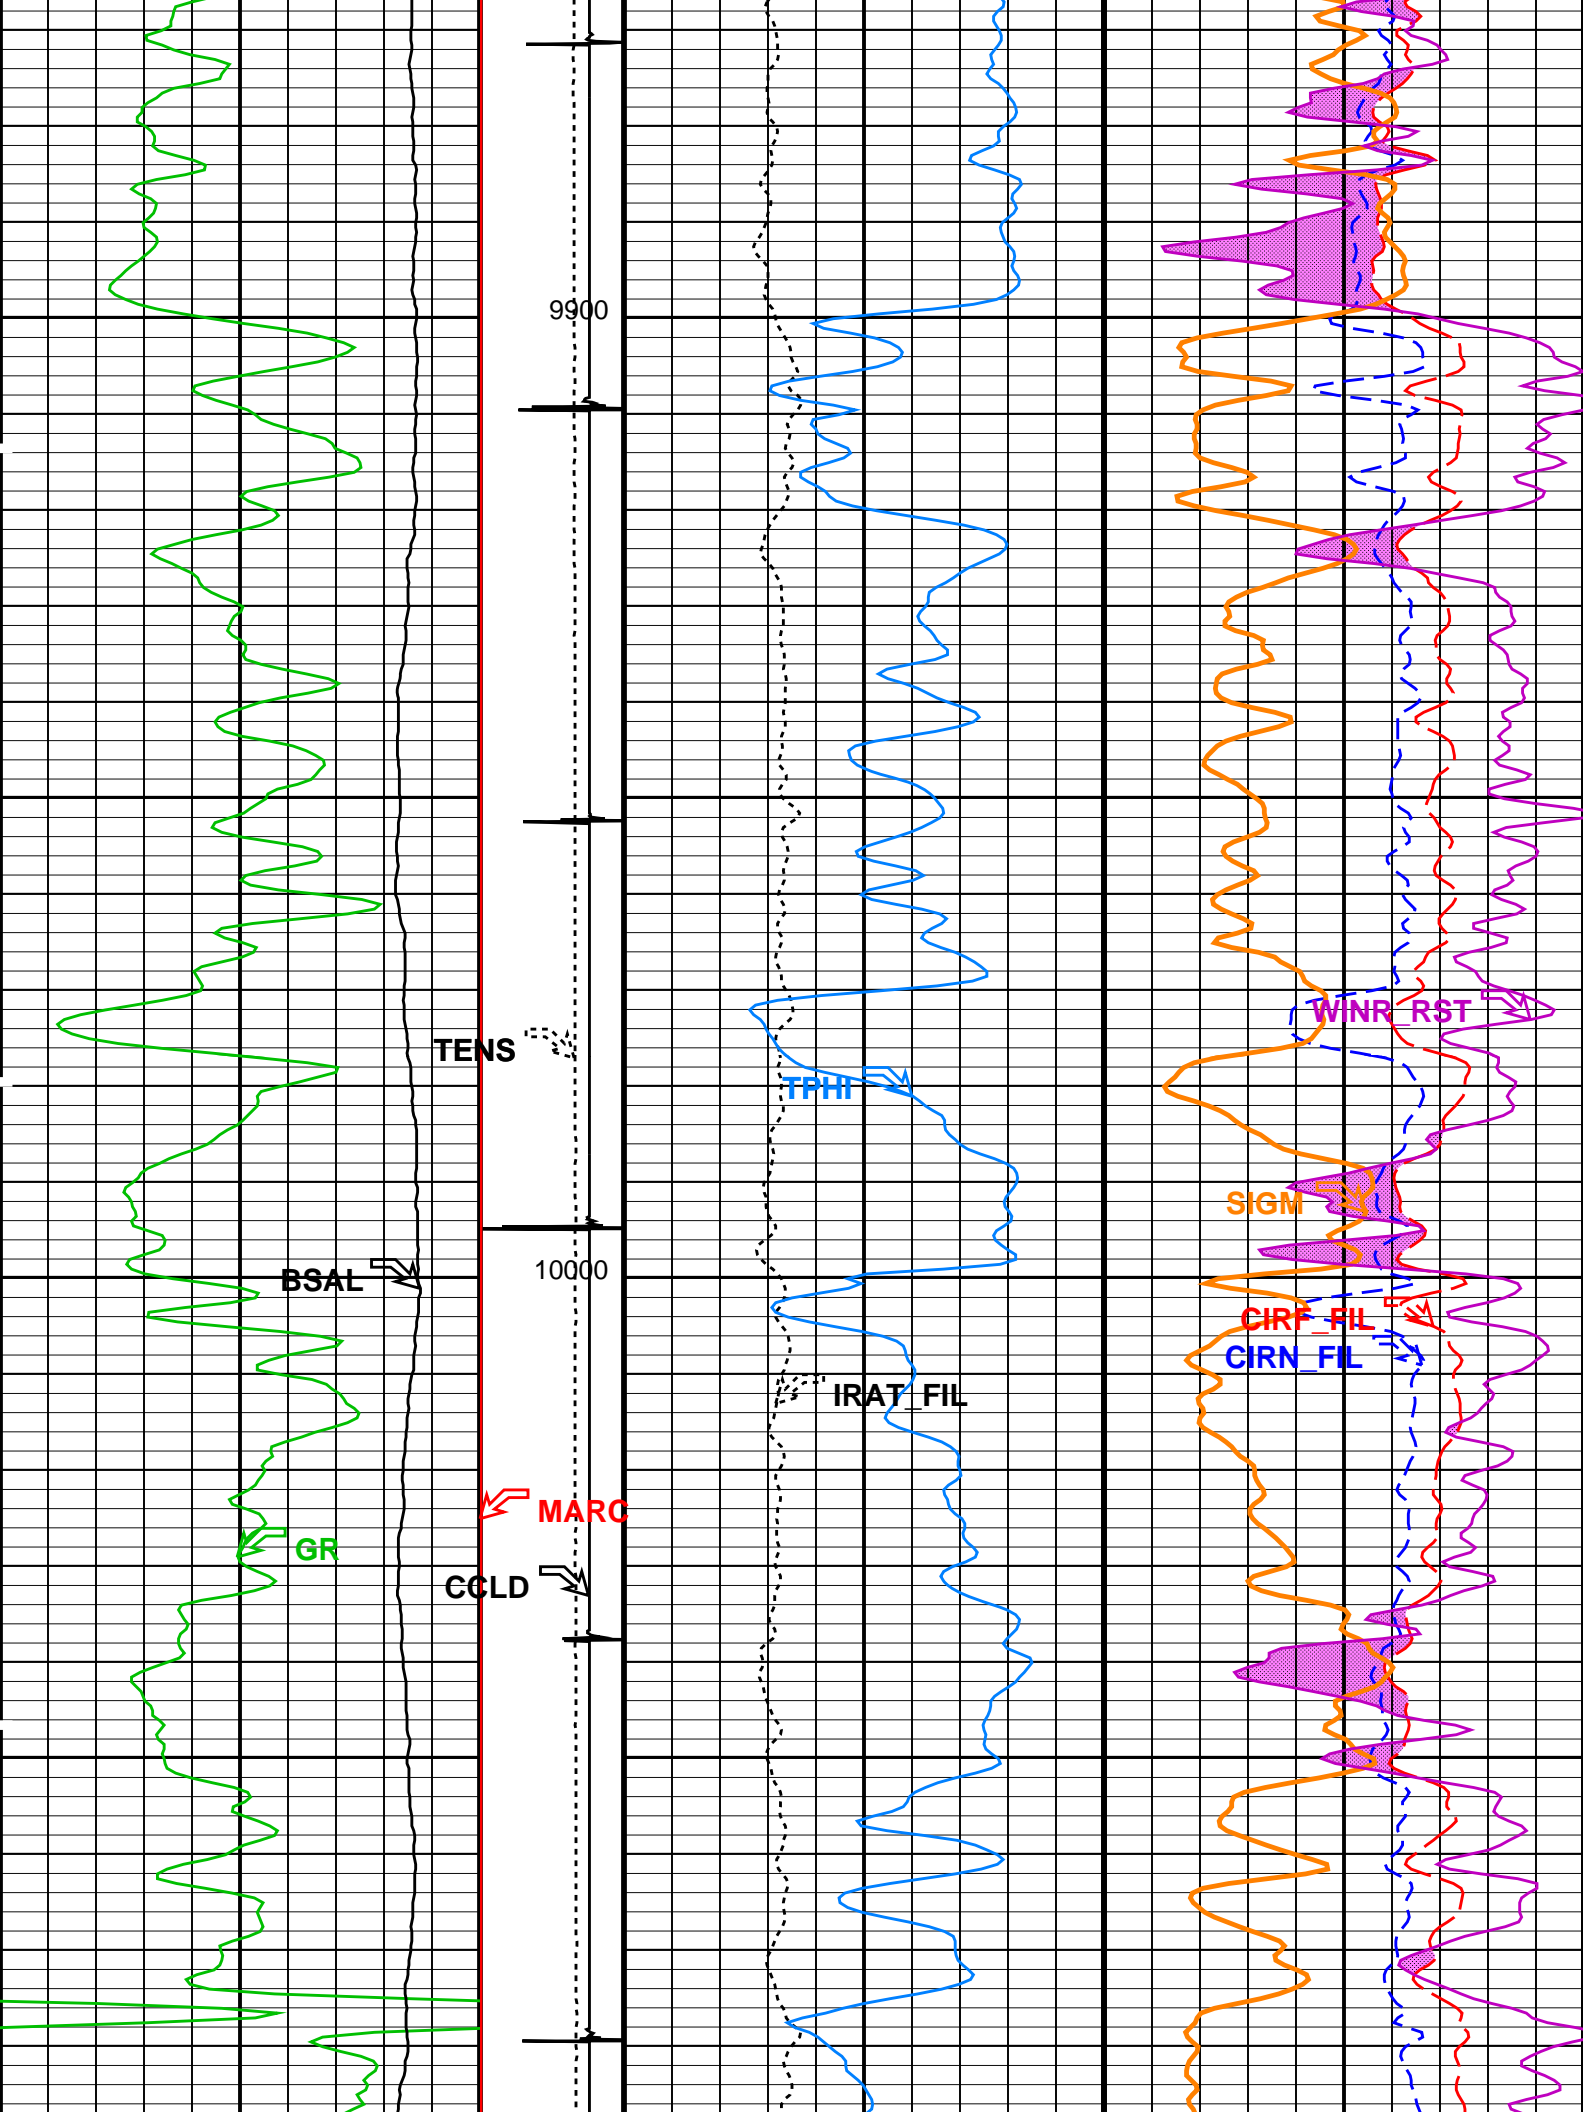 9900
WINR_RST
TENS
TPHI
SIGM
10000
BSAL
CIRF_FIL
CIRN_FIL
IRAT_FIL
MARC
GR
CCLD